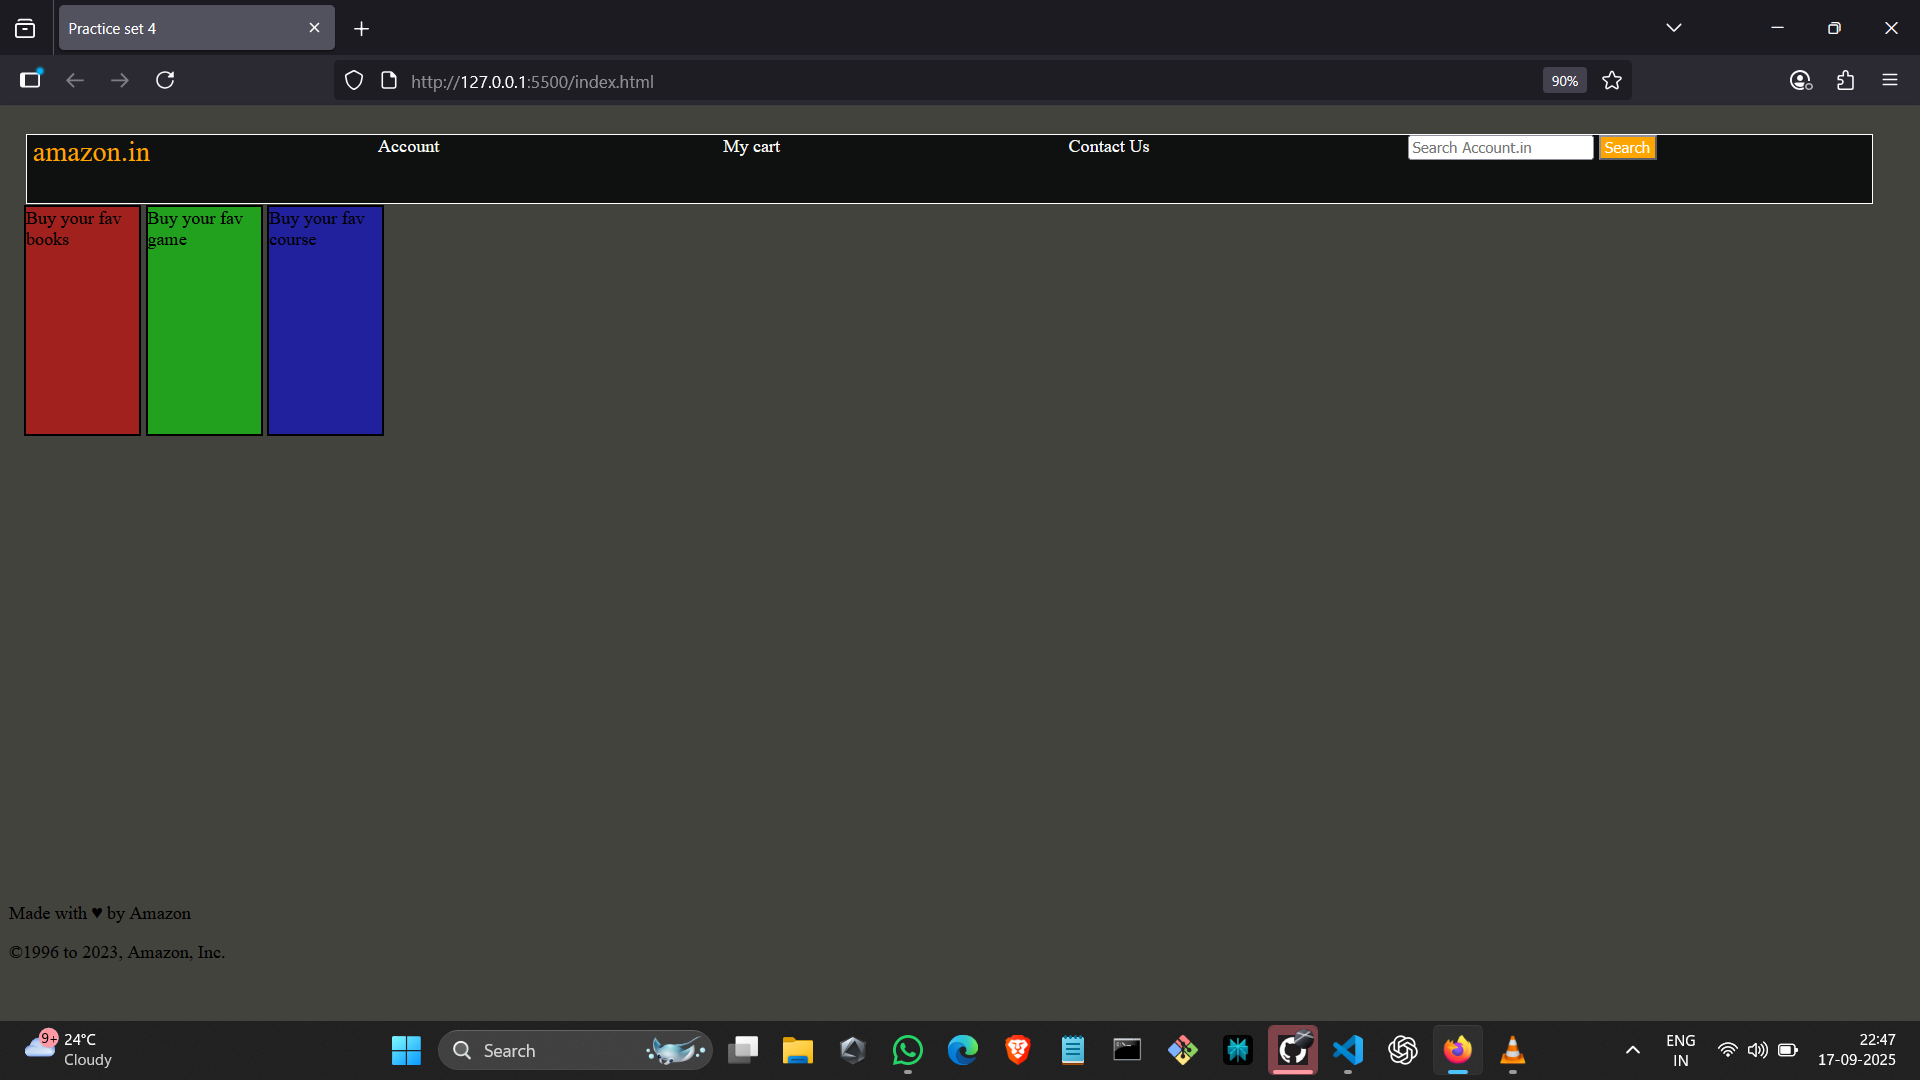 Practice set 4
http://127.0.0.1:5500/index.html
90%
amazon.in Account My cart Contact Us Search Account.in Search
Buy your fav books
Buy your fav game
Buy your fav course
Made with ♥ by Amazon
©1996 to 2023, Amazon, Inc.
9+
24°C
Cloudy
Search
ENG
IN
22:47
17-09-2025